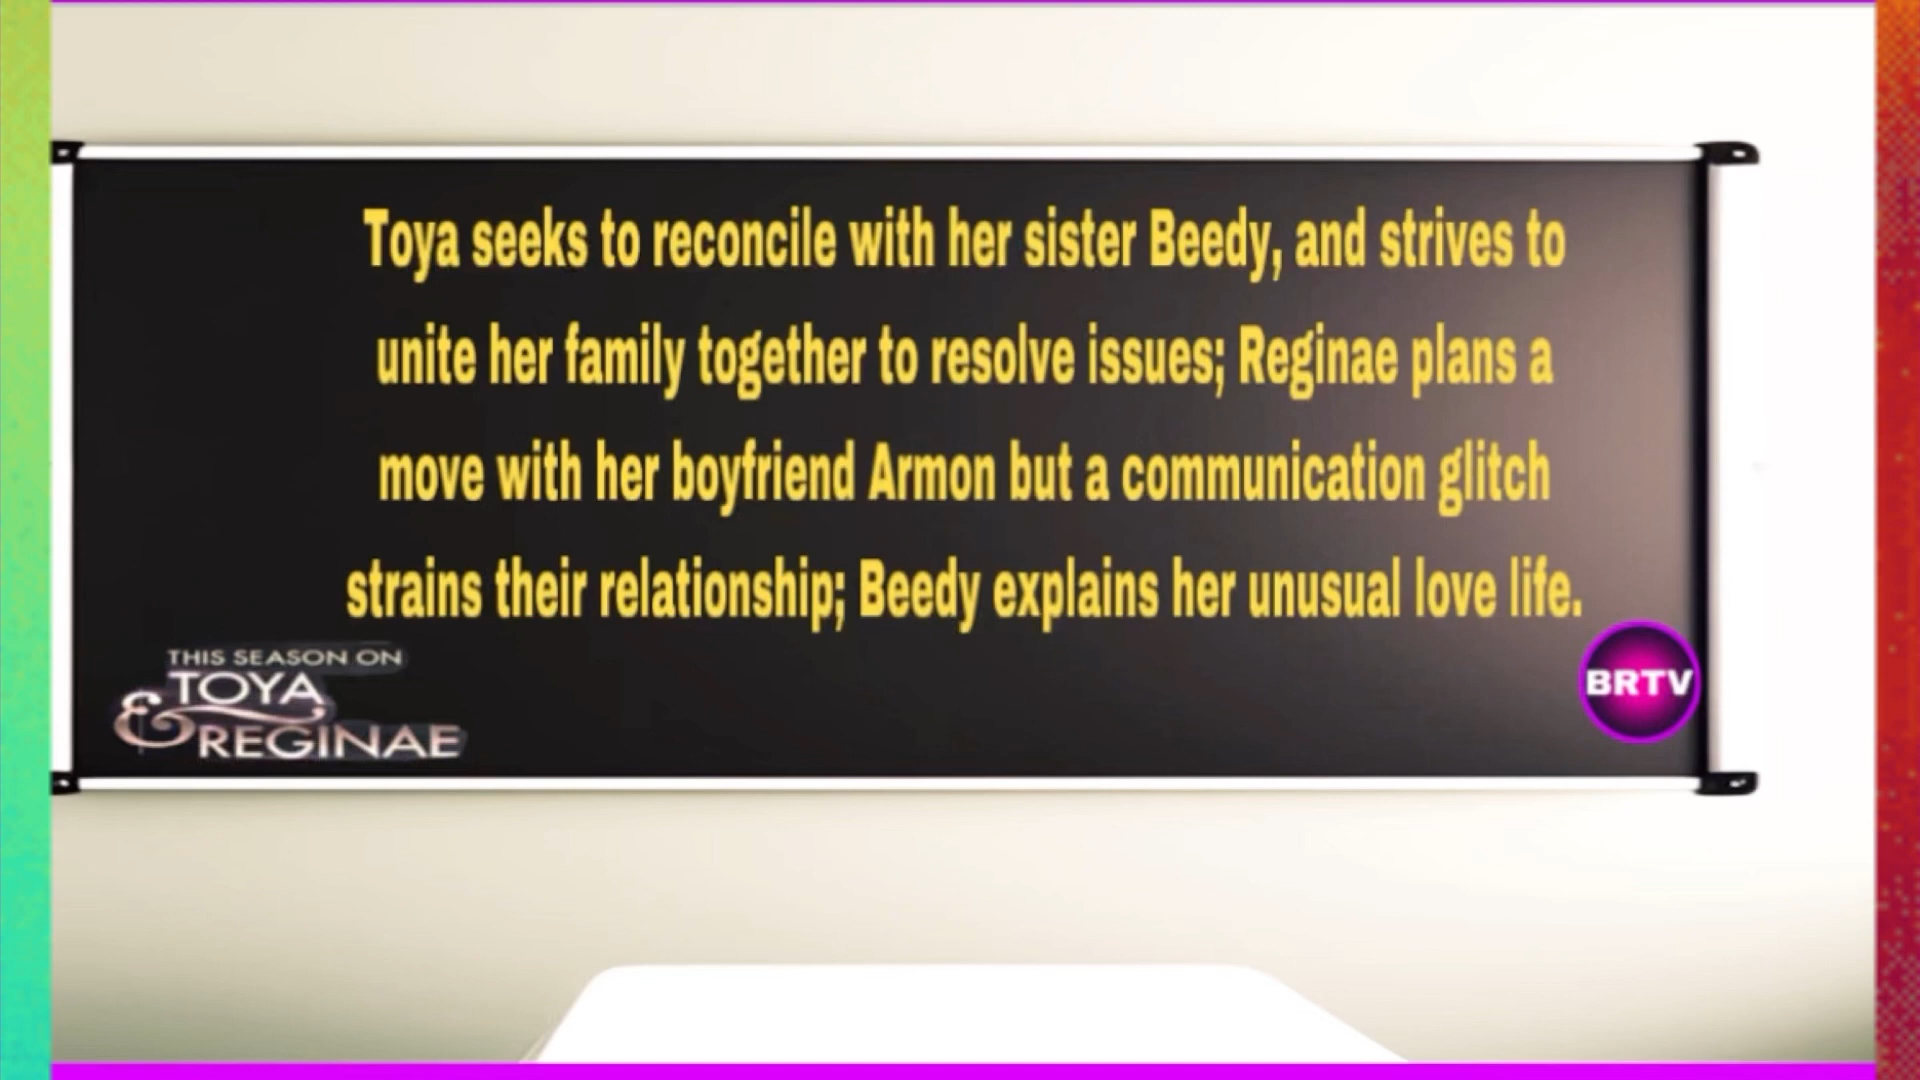 Toya seeks to reconcile with her sister Beedy, and strives to
unite her family together to resolve issues; Reginae plans a
move with her boyfriend Armon but a communication glitch
strains their relationship; Beedy explains her unusual love life.
THIS SEASON ON
TOYA
& REGINAE
BRTV